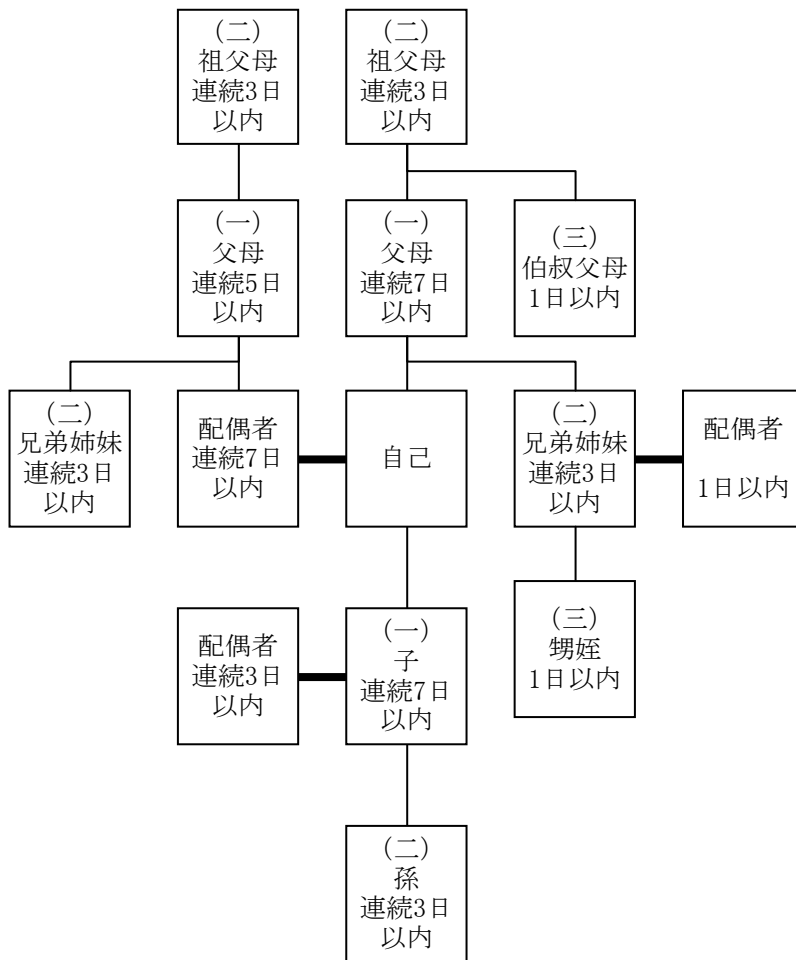 (二)
祖父母
連続3日
以内
(二)
祖父母
連続3日
以内
(一)
父母
連続5日
以内
(一)
父母
連続7日
以内
(三)
伯叔父母
1日以内
(二)
兄弟姉妹
連続3日
以内
配偶者
連続7日
以内
自己
(二)
兄弟姉妹
連続3日
以内
配偶者
1日以内
配偶者
連続3日
以内
(一)
子
連続7日
以内
(三)
甥姪
1日以内
(二)
孫
連続3日
以内